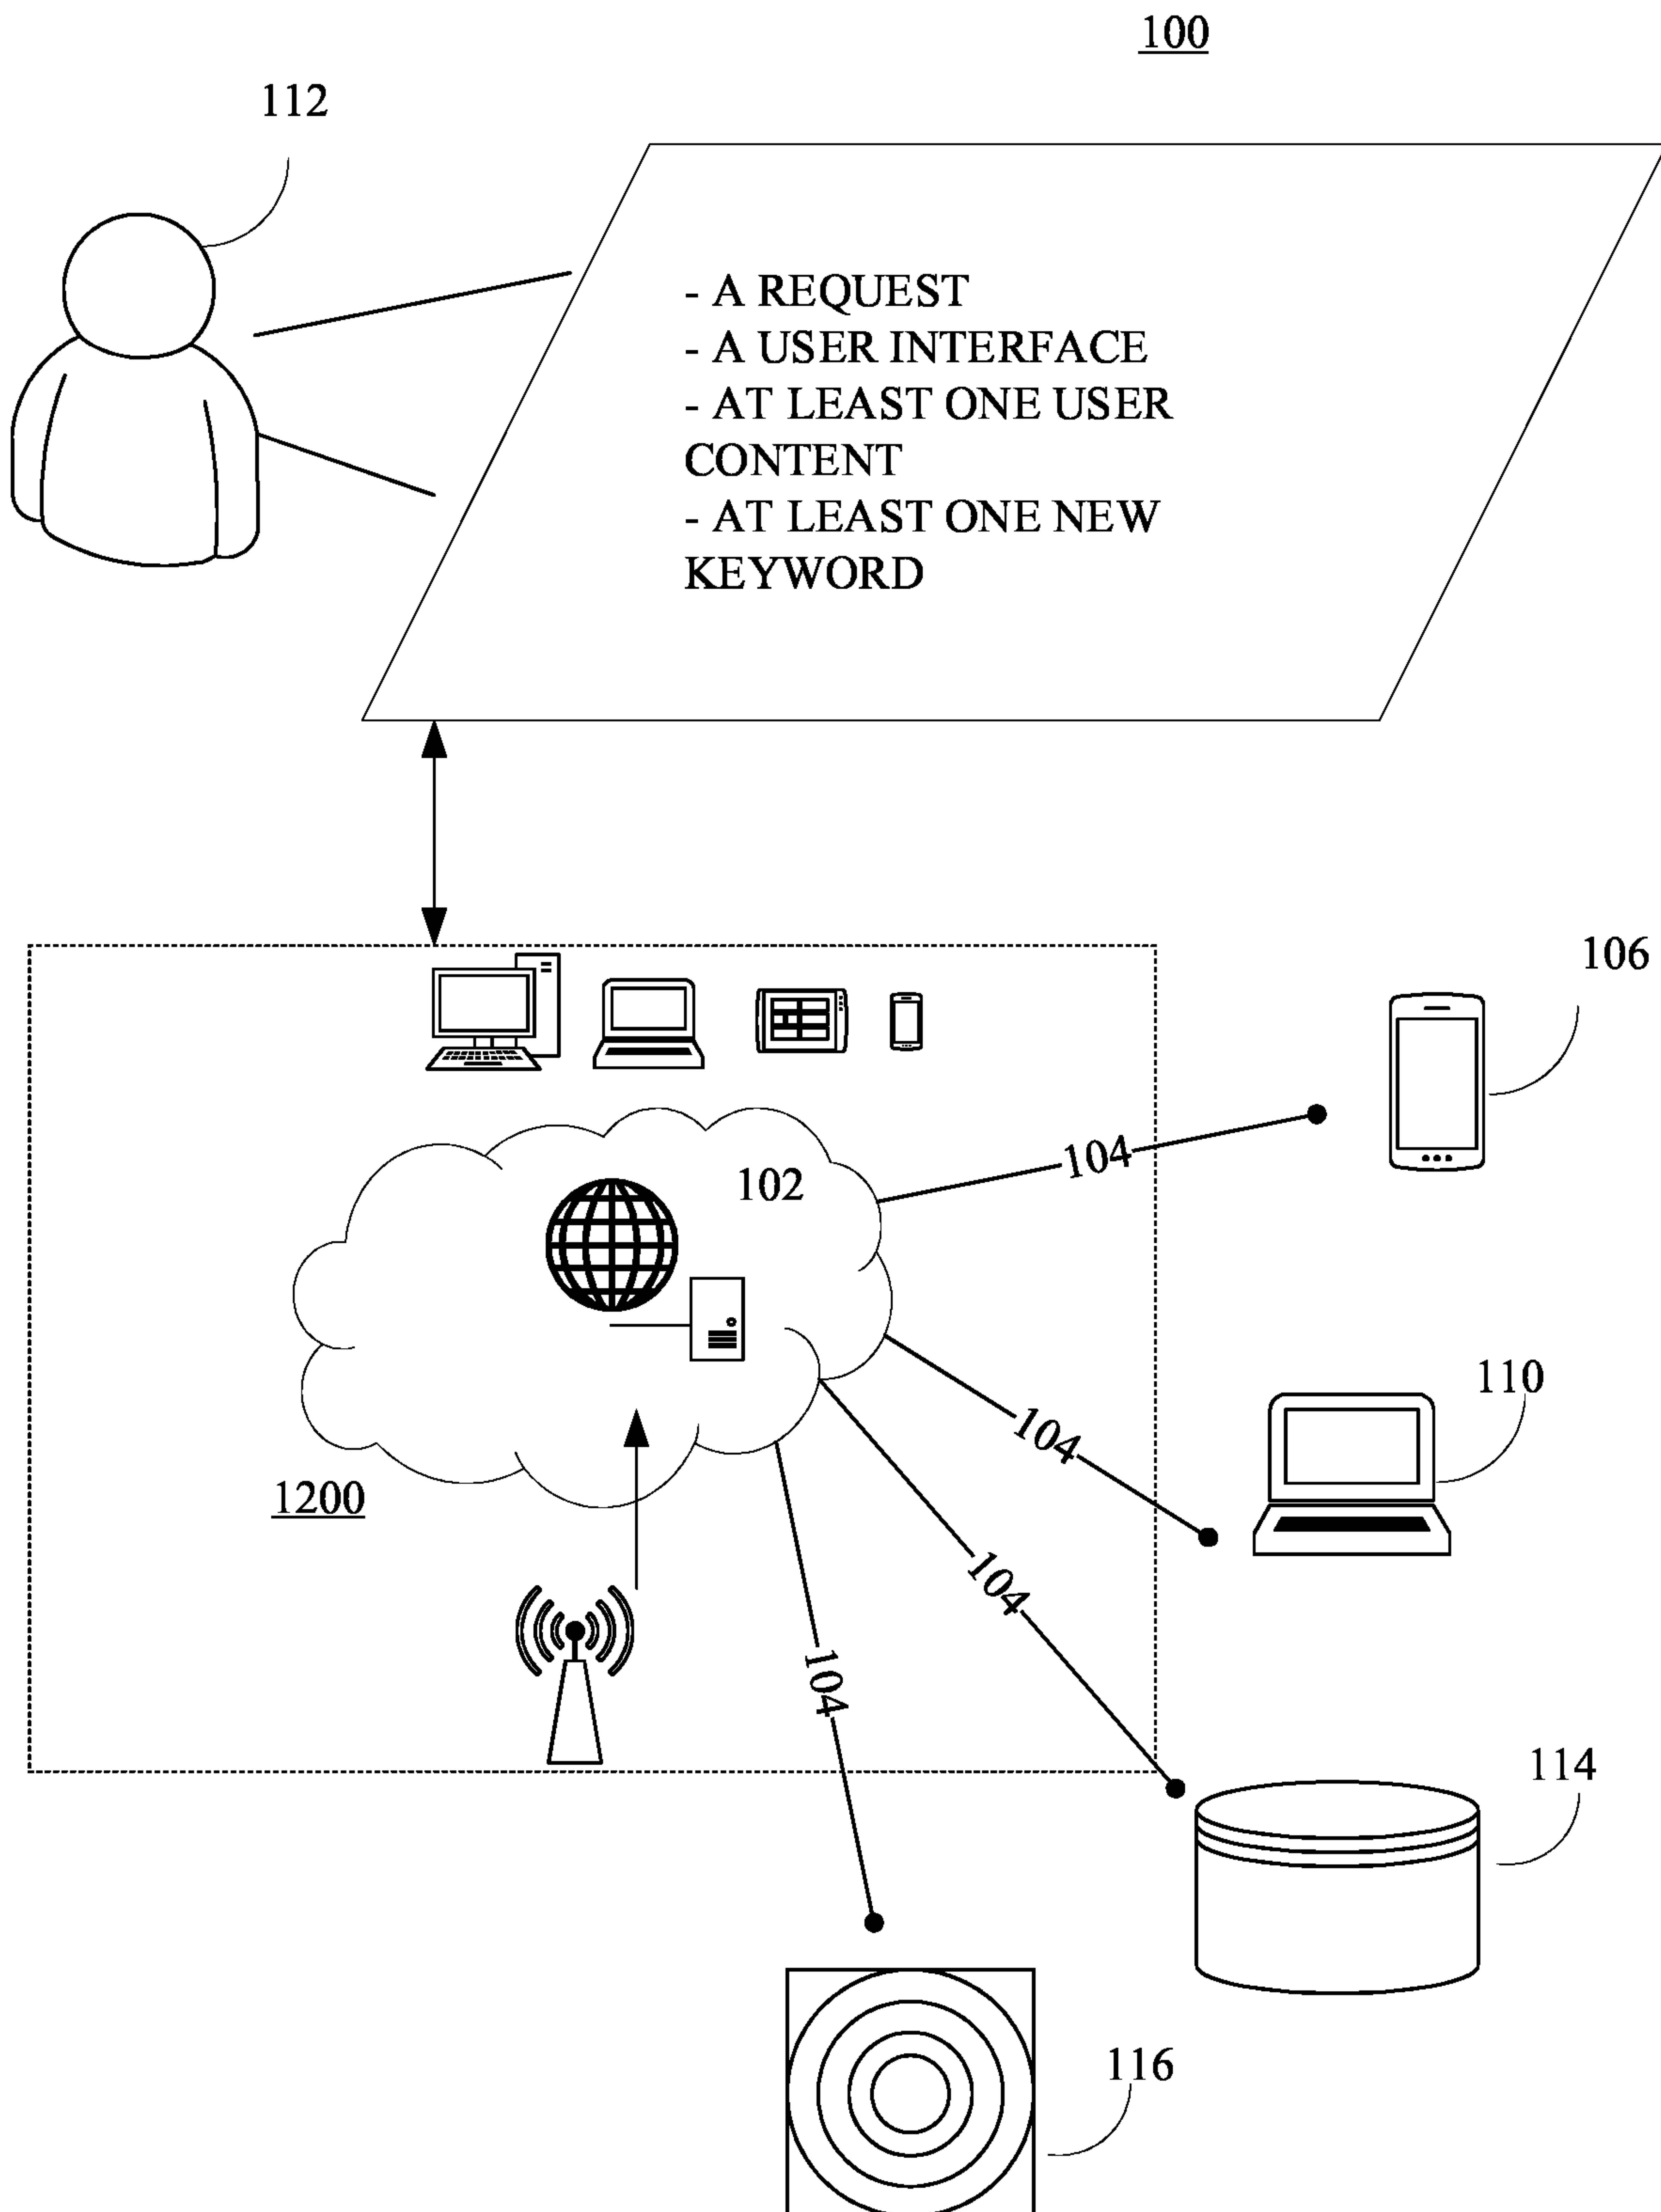 100
112
- A REQUEST
- A USER INTERFACE
- AT LEAST ONE USER
CONTENT
- AT LEAST ONE NEW
KEYWORD
106
104
102
110
104
1200
104
104
114
116